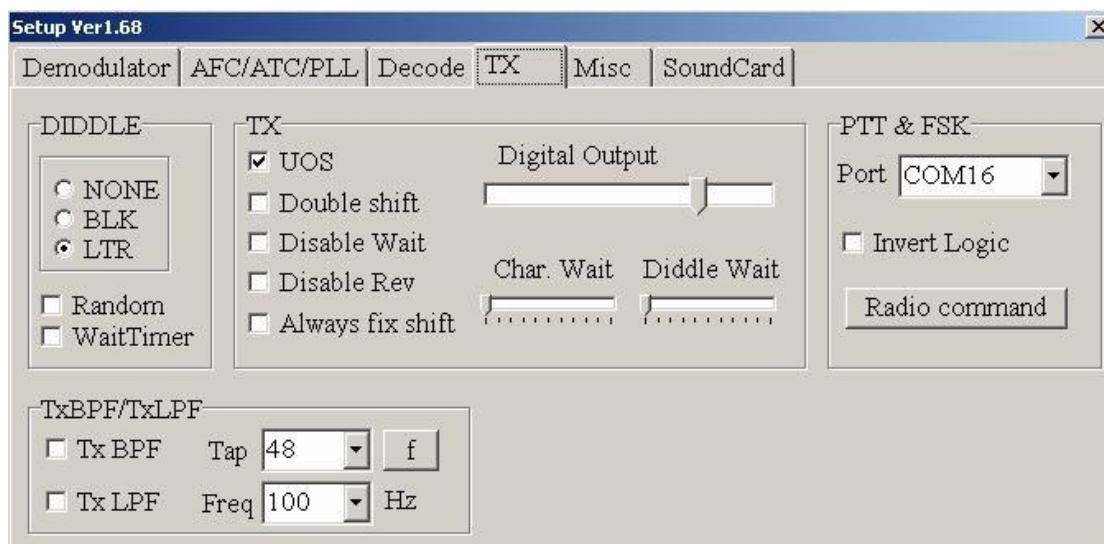 Setup Ver1.68
Demodulator AFC/ATC/PLL Decode TX Misc SoundCard
DIDDLE
NONE
BLK
LTR
Random
WaitTimer
TX
UOS
Double shift
Disable Wait
Disable Rev
Always fix shift
Digital Output
Char. Wait Diddle Wait
PTT & FSK
Port COM16
Invert Logic
Radio command
TxBPF/TxLPF
Tx BPF Tap 48 f
Tx LPF Freq 100 Hz